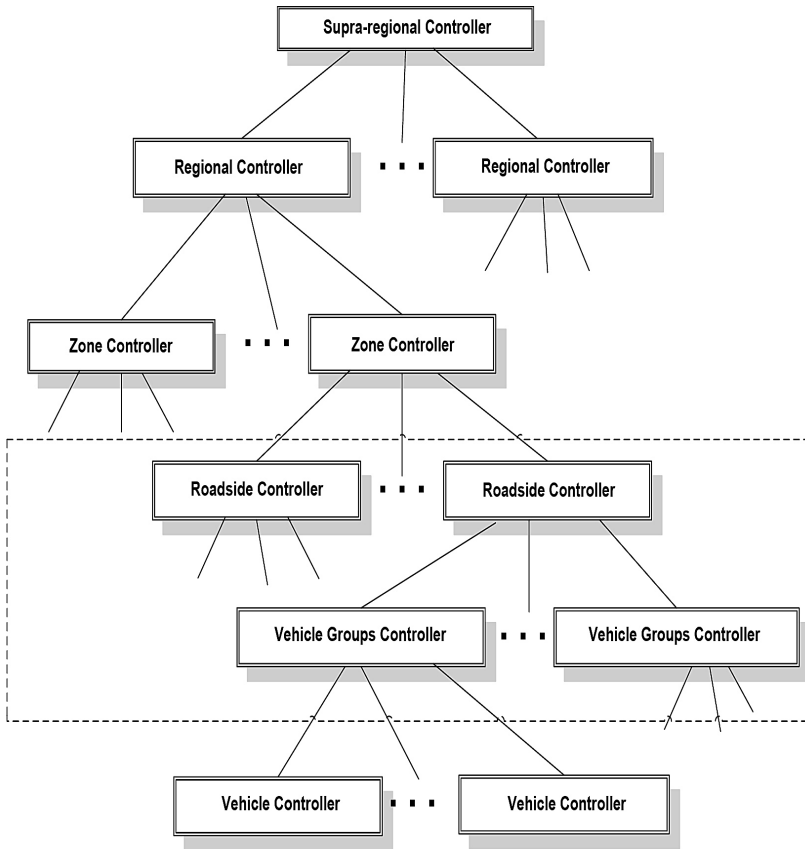 Supra-regional Controller
Regional Controller
Regional Controller
Zone Controller
Zone Controller
Roadside Controller
Roadside Controller
Vehicle Groups Controller
Vehicle Groups Controller
Vehicle Controller
Vehicle Controller